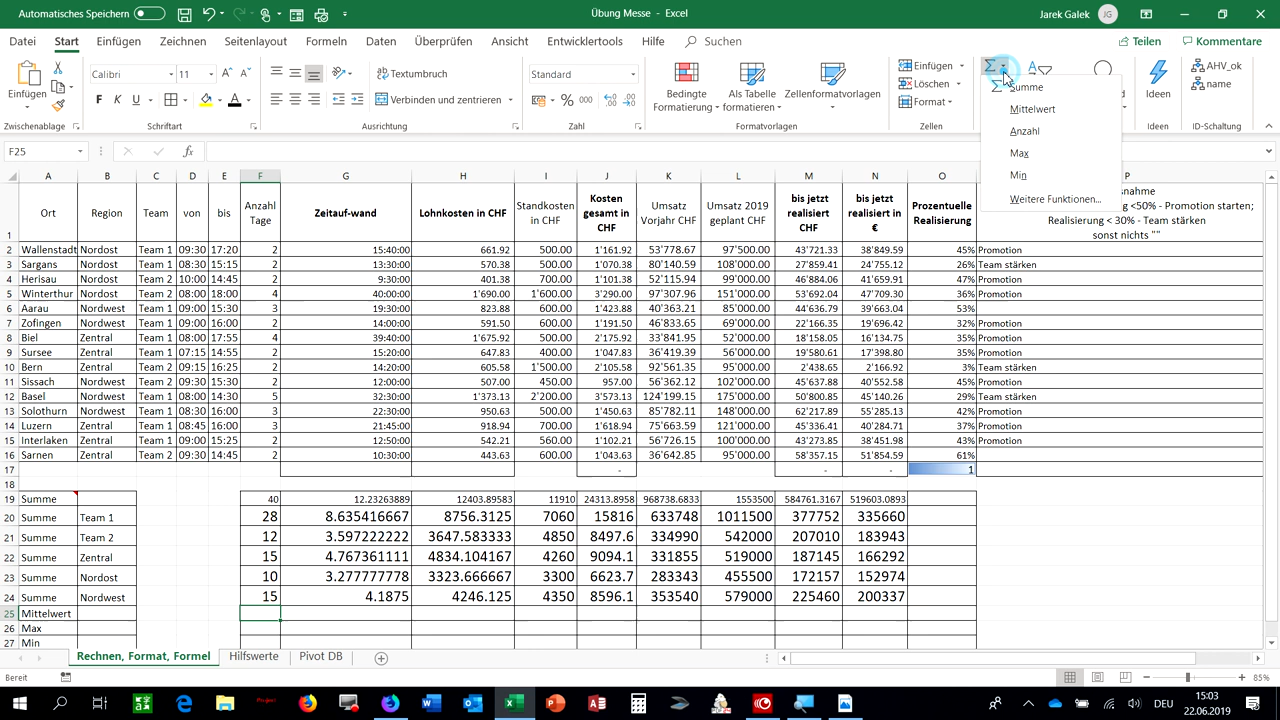 Automatisches Speichern
Übung Messe - Excel
Jarek Galek JG
Datei Start Einfügen Zeichnen Seitenlayout Formeln Daten Überprüfen Ansicht Entwicklertools Hilfe Suchen Teilen Kommentare
Einfügen
Calibri 11
Textumbruch
Verbinden und zentrieren
Standard
Bedingte Formatierung
Als Tabelle formatieren
Zellenformatvorlagen
Einfügen
Löschen
Format
Ideen
AHV_ok
name
Zwischenablage Schriftart Ausrichtung Zahl Formatvorlagen Zellen Ideen ID-Schaltung
Summe
Mittelwert
Anzahl
Max
Min
Weitere Funktionen...
F25 fx
A B C D E F G H I J K L M N O P
1 Ort Region Team von bis Anzahl Tage Zeitauf-wand Lohnkosten in CHF Standkosten in CHF Kosten gesamt in CHF Umsatz Vorjahr CHF Umsatz 2019 geplant CHF bis jetzt realisiert CHF bis jetzt realisiert in € Prozentuelle Realisierung
<50% - Promotion starten;
Realisierung < 30% - Team stärken
sonst nichts ""
2 Wallenstadt Nordost Team 1 09:30 17:20 2 15:40:00 661.92 500.00 1'161.92 53'778.67 97'500.00 43'721.33 38'849.59 45% Promotion
3 Sargans Nordost Team 1 08:30 15:15 2 13:30:00 570.38 500.00 1'070.38 80'140.59 108'000.00 27'859.41 24'755.12 26% Team stärken
4 Herisau Nordost Team 2 10:00 14:45 2 9:30:00 401.38 700.00 1'101.38 52'115.94 99'000.00 46'884.06 41'659.91 47% Promotion
5 Winterthur Nordost Team 2 08:00 18:00 4 40:00:00 1'690.00 1'600.00 3'290.00 97'307.96 151'000.00 53'692.04 47'709.30 36% Promotion
6 Aarau Nordwest Team 1 09:00 15:30 3 19:30:00 823.88 600.00 1'423.88 40'363.21 85'000.00 44'636.79 39'663.04 53%
7 Zofingen Nordwest Team 1 09:00 16:00 2 14:00:00 591.50 600.00 1'191.50 46'833.65 69'000.00 22'166.35 19'696.42 32% Promotion
8 Biel Zentral Team 1 08:00 17:55 4 39:40:00 1'675.92 500.00 2'175.92 33'841.95 52'000.00 18'158.05 16'134.75 35% Promotion
9 Sursee Zentral Team 1 07:15 14:55 2 15:20:00 647.83 400.00 1'047.83 36'419.39 56'000.00 19'580.61 17'398.80 35% Promotion
10 Bern Zentral Team 2 09:15 16:25 2 14:20:00 605.58 1'500.00 2'105.58 92'561.35 95'000.00 2'438.65 2'166.92 3% Team stärken
11 Sissach Nordwest Team 2 09:30 15:30 2 12:00:00 507.00 450.00 957.00 56'362.12 102'000.00 45'637.88 40'552.58 45% Promotion
12 Basel Nordwest Team 1 08:00 14:30 5 32:30:00 1'373.13 2'200.00 3'573.13 124'199.15 175'000.00 50'800.85 45'140.26 29% Team stärken
13 Solothurn Nordwest Team 1 08:30 16:00 3 22:30:00 950.63 500.00 1'450.63 85'782.11 148'000.00 62'217.89 55'285.13 42% Promotion
14 Luzern Zentral Team 1 08:45 16:00 3 21:45:00 918.94 700.00 1'618.94 75'663.59 121'000.00 45'336.41 40'284.71 37% Promotion
15 Interlaken Zentral Team 1 09:00 15:25 2 12:50:00 542.21 560.00 1'102.21 56'726.15 100'000.00 43'273.85 38'451.98 43% Promotion
16 Sarnen Zentral Team 2 09:30 14:45 2 10:30:00 443.63 600.00 1'043.63 36'642.85 95'000.00 58'357.15 51'854.59 61%
17 - - - 1
18
19 Summe 40 12.23263889 12403.89583 11910 24313.8958 968738.6833 1553500 584761.3167 519603.0893
20 Summe Team 1 28 8.635416667 8756.3125 7060 15816 633748 1011500 377752 335660
21 Summe Team 2 12 3.597222222 3647.583333 4850 8497.6 334990 542000 207010 183943
22 Summe Zentral 15 4.767361111 4834.104167 4260 9094.1 331855 519000 187145 166292
23 Summe Nordost 10 3.277777778 3323.666667 3300 6623.7 283343 455500 172157 152974
24 Summe Nordwest 15 4.1875 4246.125 4350 8596.1 353540 579000 225460 200337
25 Mittelwert
26 Max
27 Min
Rechnen, Format, Formel Hilfswerte Pivot DB
Bereit
85%
DEU
15:03
22.06.2019